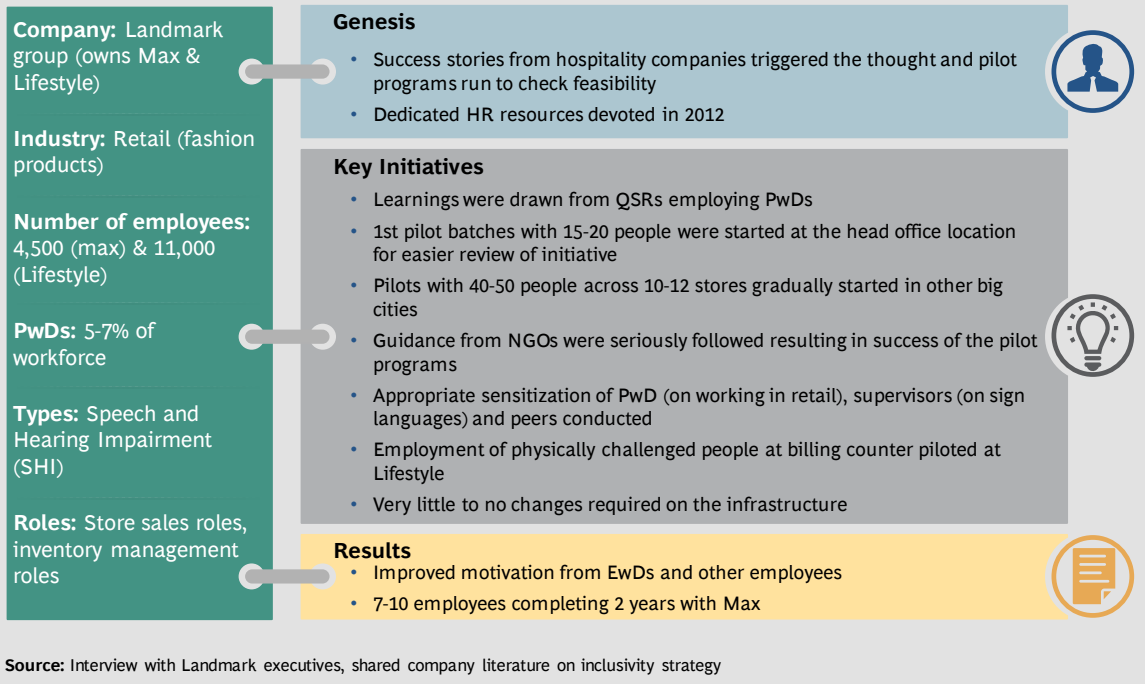 Company: Landmark
group (owns Max &
Lifestyle)
Industry: Retail (fashion
products)
Number of employees:
4,500 (max) & 11,000
(Lifestyle)
PwDs: 5-7% of
workforce
Types: Speech and
Hearing Impairment
(SHI)
Roles: Store sales roles,
inventory management
roles
Genesis
• Success stories from hospitality companies triggered the thought and pilot
programs run to check feasibility
• Dedicated HR resources devoted in 2012
Key Initiatives
• Learnings were drawn from QSRs employing PwDs
• 1st pilot batches with 15-20 people were started at the head office location
for easier review of initiative
• Pilots with 40-50 people across 10-12 stores gradually started in other big
cities
• Guidance from NGOs were seriously followed resulting in success of the pilot
programs
• Appropriate sensitization of PwD (on working in retail), supervisors (on sign
languages) and peers conducted
• Employment of physically challenged people at billing counter piloted at
Lifestyle
• Very little to no changes required on the infrastructure
Results
• Improved motivation from EwDs and other employees
• 7-10 employees completing 2 years with Max
Source: Interview with Landmark executives, shared company literature on inclusivity strategy